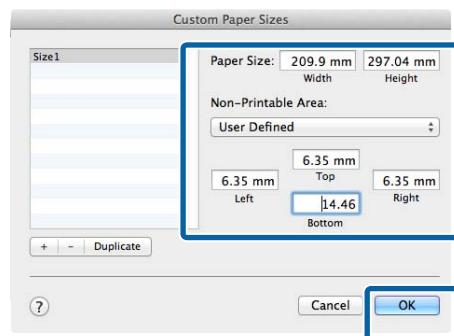 Custom Paper Sizes
Size1
Paper Size: 209.9 mm 297.04 mm
Width Height
Non-Printable Area:
User Defined
6.35 mm
Top
6.35 mm 6.35 mm
Left 14.46 Right
Bottom
+ - Duplicate
? Cancel OK